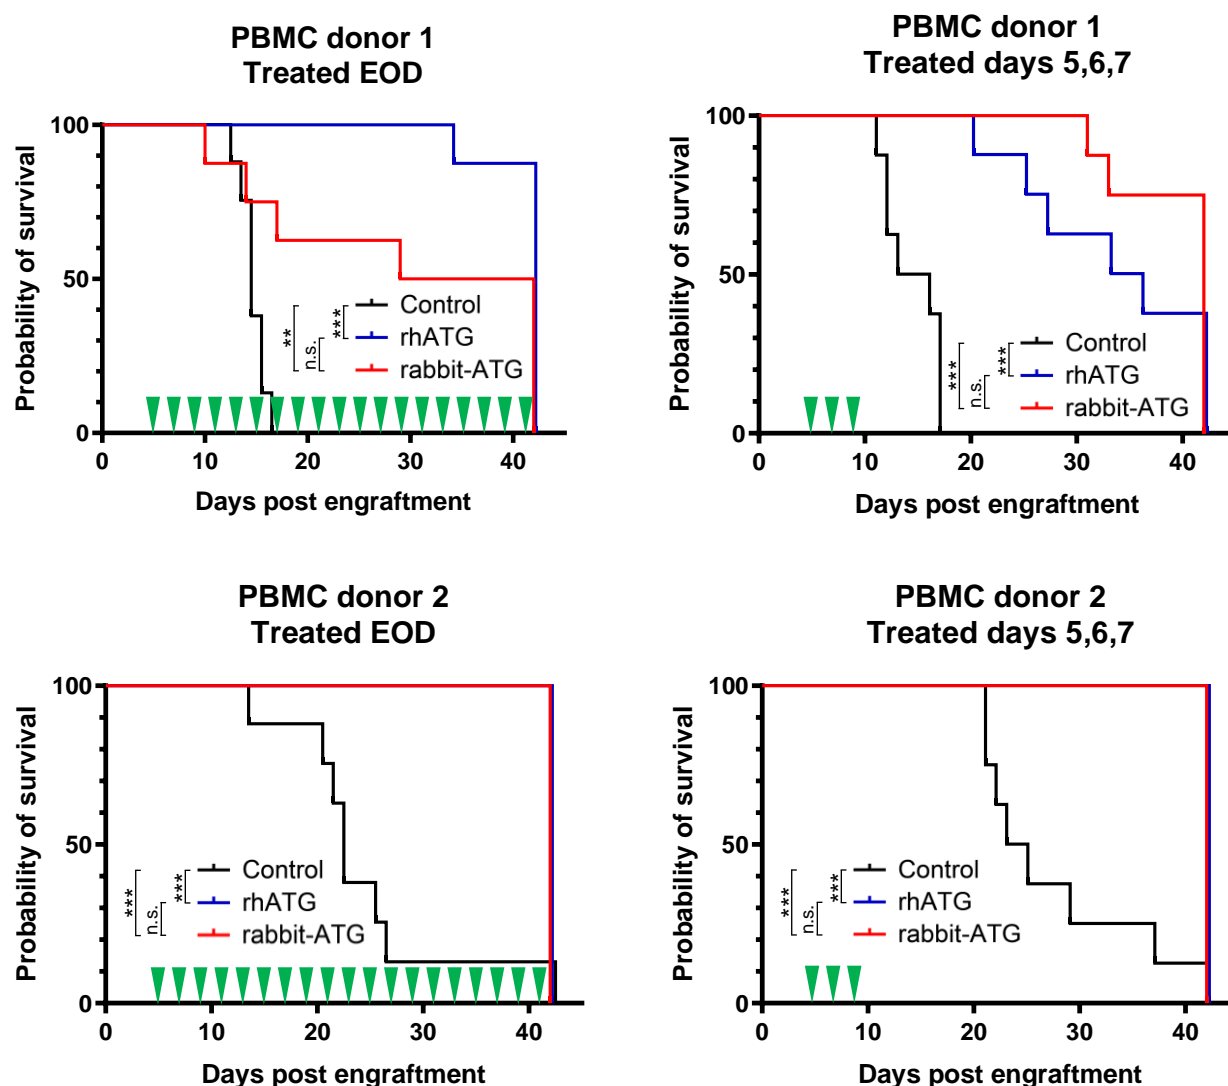 PBMC donor 1
Treated EOD
Probability of survival
100
50
0
Control
rhATG
rabbit-ATG
**
n.s.
***
0 10 20 30 40
Days post engraftment
PBMC donor 1
Treated days 5,6,7
Probability of survival
100
50
0
Control
rhATG
rabbit-ATG
***
n.s.
***
0 10 20 30 40
Days post engraftment
PBMC donor 2
Treated EOD
Probability of survival
100
50
0
Control
rhATG
rabbit-ATG
***
n.s.
***
0 10 20 30 40
Days post engraftment
PBMC donor 2
Treated days 5,6,7
Probability of survival
100
50
0
Control
rhATG
rabbit-ATG
***
n.s.
***
0 10 20 30 40
Days post engraftment